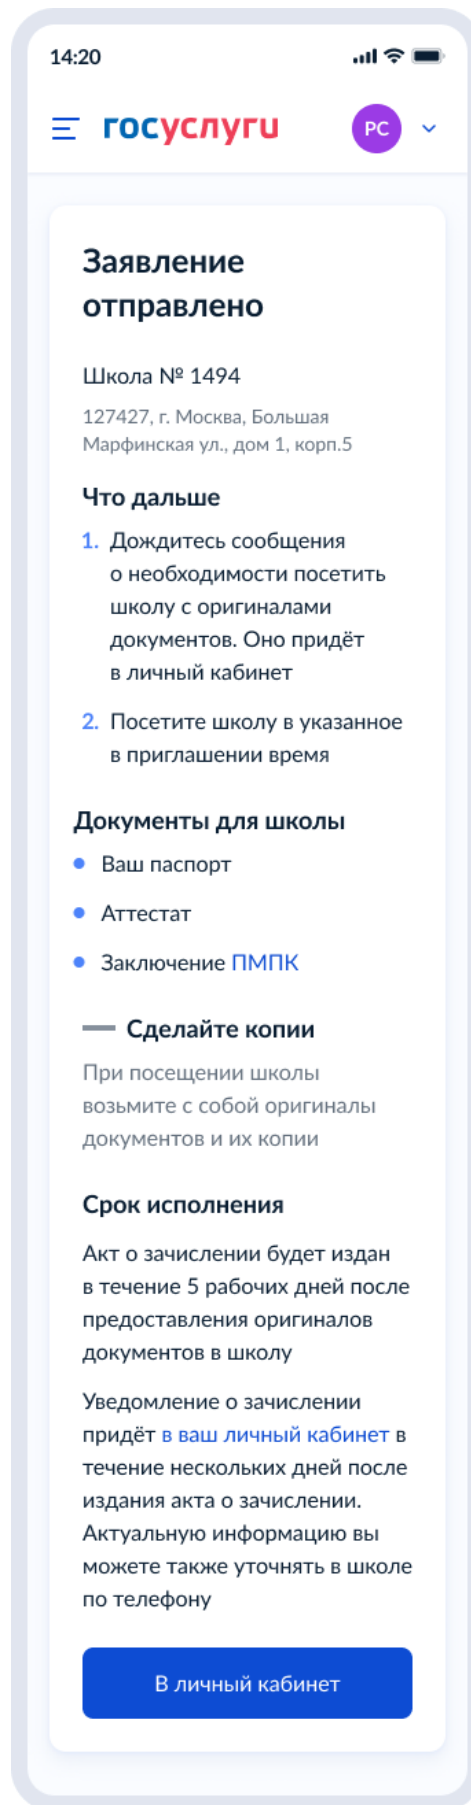 14:20
госуслуги
РС
Заявление
отправлено
Школа № 1494
127427, г. Москва, Большая
Марфинская ул., дом 1, корп.5
Что дальше
1. Дождитесь сообщения
о необходимости посетить
школу с оригиналами
документов. Оно придёт
в личный кабинет
2. Посетите школу в указанное
в приглашении время
Документы для школы
Ваш паспорт
Аттестат
Заключение ПМПК
Сделайте копии
При посещении школы
возьмите с собой оригиналы
документов и их копии
Срок исполнения
Акт о зачислении будет издан
в течение 5 рабочих дней после
предоставления оригиналов
документов в школу
Уведомление о зачислении
придёт в ваш личный кабинет в
течение нескольких дней после
издания акта о зачислении.
Актуальную информацию вы
можете также уточнять в школе
по телефону
В личный кабинет